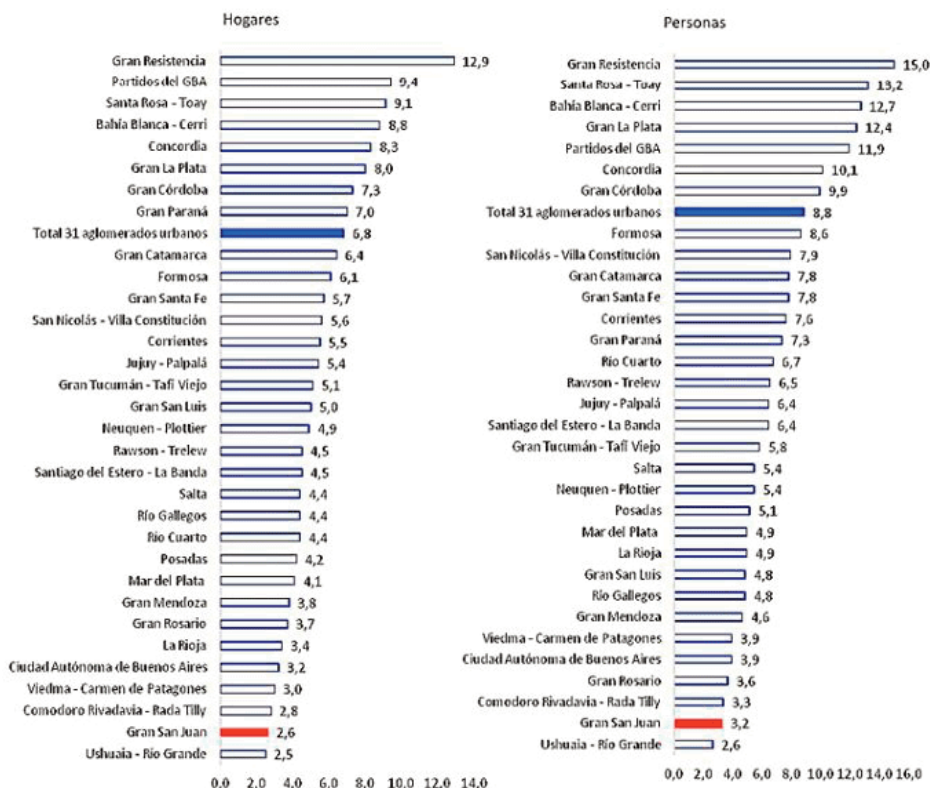 Hogares
Gran Resistencia 12,9
Partidos del GBA 9,4
Santa Rosa - Toay 9,1
Bahía Blanca - Cerri 8,8
Concordia 8,3
Gran La Plata 8,0
Gran Córdoba 7,3
Gran Paraná 7,0
Total 31 aglomerados urbanos 6,8
Gran Catamarca 6,4
Formosa 6,1
Gran Santa Fe 5,7
San Nicolás - Villa Constitución 5,6
Corrientes 5,5
Jujuy - Palpalá 5,4
Gran Tucumán - Tafí Viejo 5,1
Gran San Luis 5,0
Neuquen - Plottier 4,9
Rawson - Trelew 4,5
Santiago del Estero - La Banda 4,5
Salta 4,4
Río Gallegos 4,4
Río Cuarto 4,4
Posadas 4,2
Mar del Plata 4,1
Gran Mendoza 3,8
Gran Rosario 3,7
La Rioja 3,4
Ciudad Autónoma de Buenos Aires 3,2
Viedma - Carmen de Patagones 3,0
Comodoro Rivadavia - Rada Tilly 2,8
Gran San Juan 2,6
Ushuaia - Río Grande 2,5
0,0 2,0 4,0 6,0 8,0 10,0 12,0 14,0
Personas
Gran Resistencia 15,0
Santa Rosa - Toay 13,2
Bahía Blanca - Cerri 12,7
Gran La Plata 12,4
Partidos del GBA 11,9
Concordia 10,1
Gran Córdoba 9,9
Total 31 aglomerados urbanos 8,8
Formosa 8,6
San Nicolás - Villa Constitución 7,9
Gran Catamarca 7,8
Gran Santa Fe 7,8
Corrientes 7,6
Gran Paraná 7,3
Río Cuarto 6,7
Rawson - Trelew 6,5
Jujuy - Palpalá 6,4
Santiago del Estero - La Banda 6,4
Gran Tucumán - Tafí Viejo 5,8
Salta 5,4
Neuquen - Plottier 5,4
Posadas 5,1
Mar del Plata 4,9
La Rioja 4,9
Gran San Luis 4,8
Río Gallegos 4,8
Gran Mendoza 4,6
Viedma - Carmen de Patagones 3,9
Ciudad Autónoma de Buenos Aires 3,9
Gran Rosario 3,6
Comodoro Rivadavia - Rada Tilly 3,3
Gran San Juan 3,2
Ushuaia - Río Grande 2,6
0,0 2,0 4,0 6,0 8,0 10,0 12,0 14,0 16,0